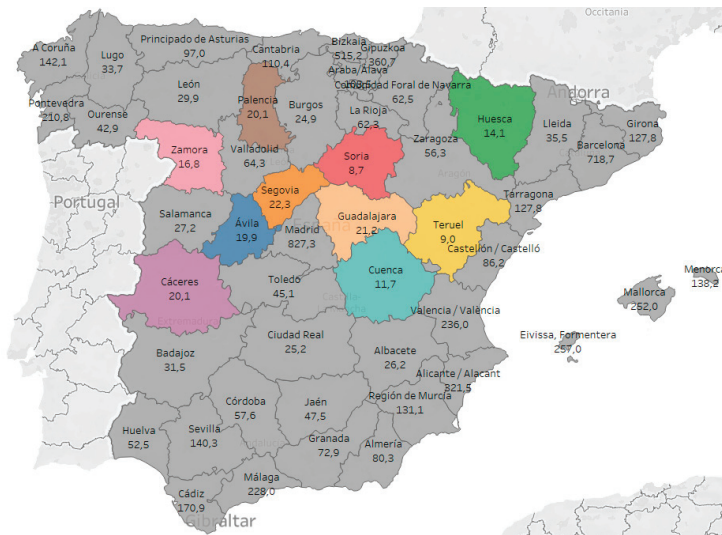 Occitania
A Coruña
142,1
Lugo
33,7
Principado de Asturias
97,0
Cantabria
110,4
Bizkaia
515,2
Gipuzkoa
360,7
Araba/Álava
Comunidad Foral de Navarra
62,5
Pontevedra
210,8
Ourense
42,9
León
29,9
Palencia
20,1
Burgos
24,9
La Rioja
62,3
Huesca
14,1
Andorra
Lleida
35,5
Girona
127,8
Barcelona
718,7
Zamora
16,8
Valladolid
64,3
Soria
8,7
Zaragoza
56,3
Tarragona
127,8
Portugal
Segovia
22,3
Salamanca
27,2
Ávila
19,9
Madrid
827,3
Guadalajara
21,2
Teruel
9,0
Castellón / Castelló
86,2
Cáceres
20,1
Toledo
45,1
Cuenca
11,7
Valencia / València
236,0
Menorca
138,2
Mallorca
252,0
Eivissa, Formentera
257,0
Badajoz
31,5
Ciudad Real
25,2
Albacete
26,2
Alicante / Alacant
321,5
Región de Murcia
131,1
Huelva
52,5
Sevilla
140,3
Córdoba
57,6
Jaén
47,5
Granada
72,9
Almería
80,3
Málaga
228,0
Cádiz
170,9
Gibraltar